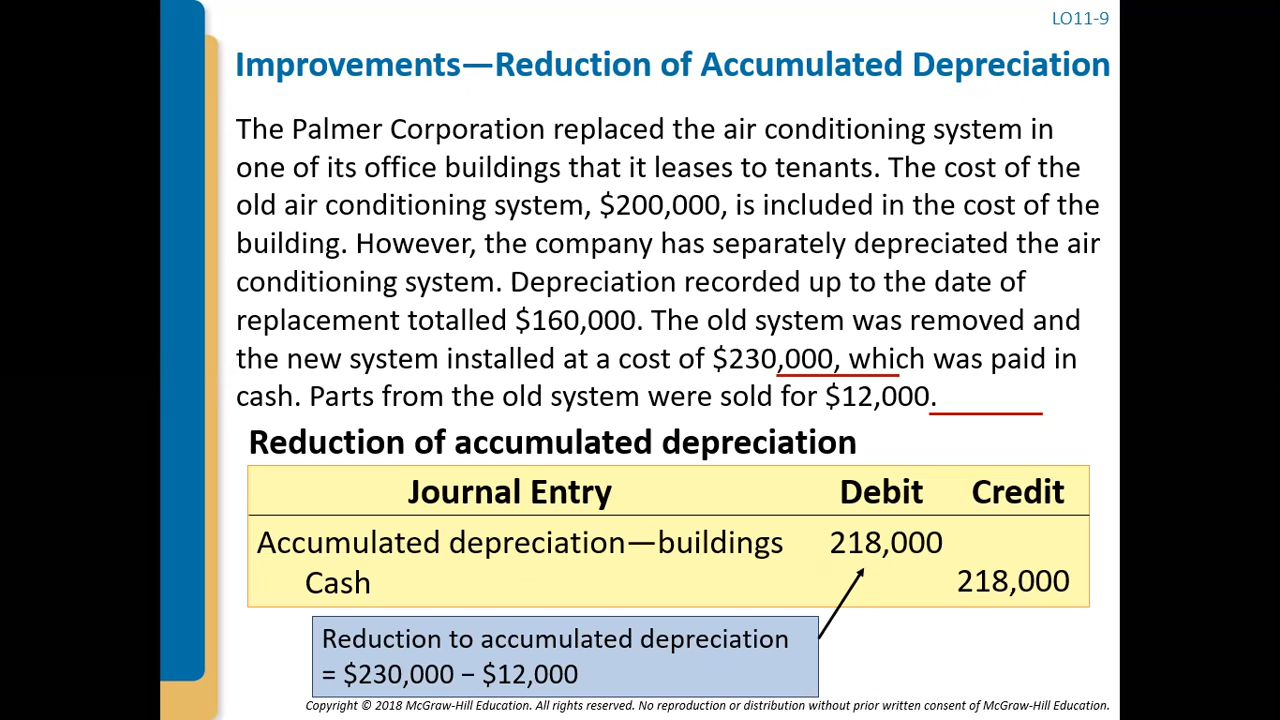 LO11-9
Improvements—Reduction of Accumulated Depreciation
The Palmer Corporation replaced the air conditioning system in
one of its office buildings that it leases to tenants. The cost of the
old air conditioning system, $200,000, is included in the cost of the
building. However, the company has separately depreciated the air
conditioning system. Depreciation recorded up to the date of
replacement totalled $160,000. The old system was removed and
the new system installed at a cost of $230,000, which was paid in
cash. Parts from the old system were sold for $12,000.
Reduction of accumulated depreciation
Journal Entry Debit Credit
Accumulated depreciation—buildings 218,000
Cash 218,000
Reduction to accumulated depreciation
= $230,000 − $12,000
Copyright © 2018 McGraw-Hill Education. All rights reserved. No reproduction or distribution without prior written consent of McGraw-Hill Education.